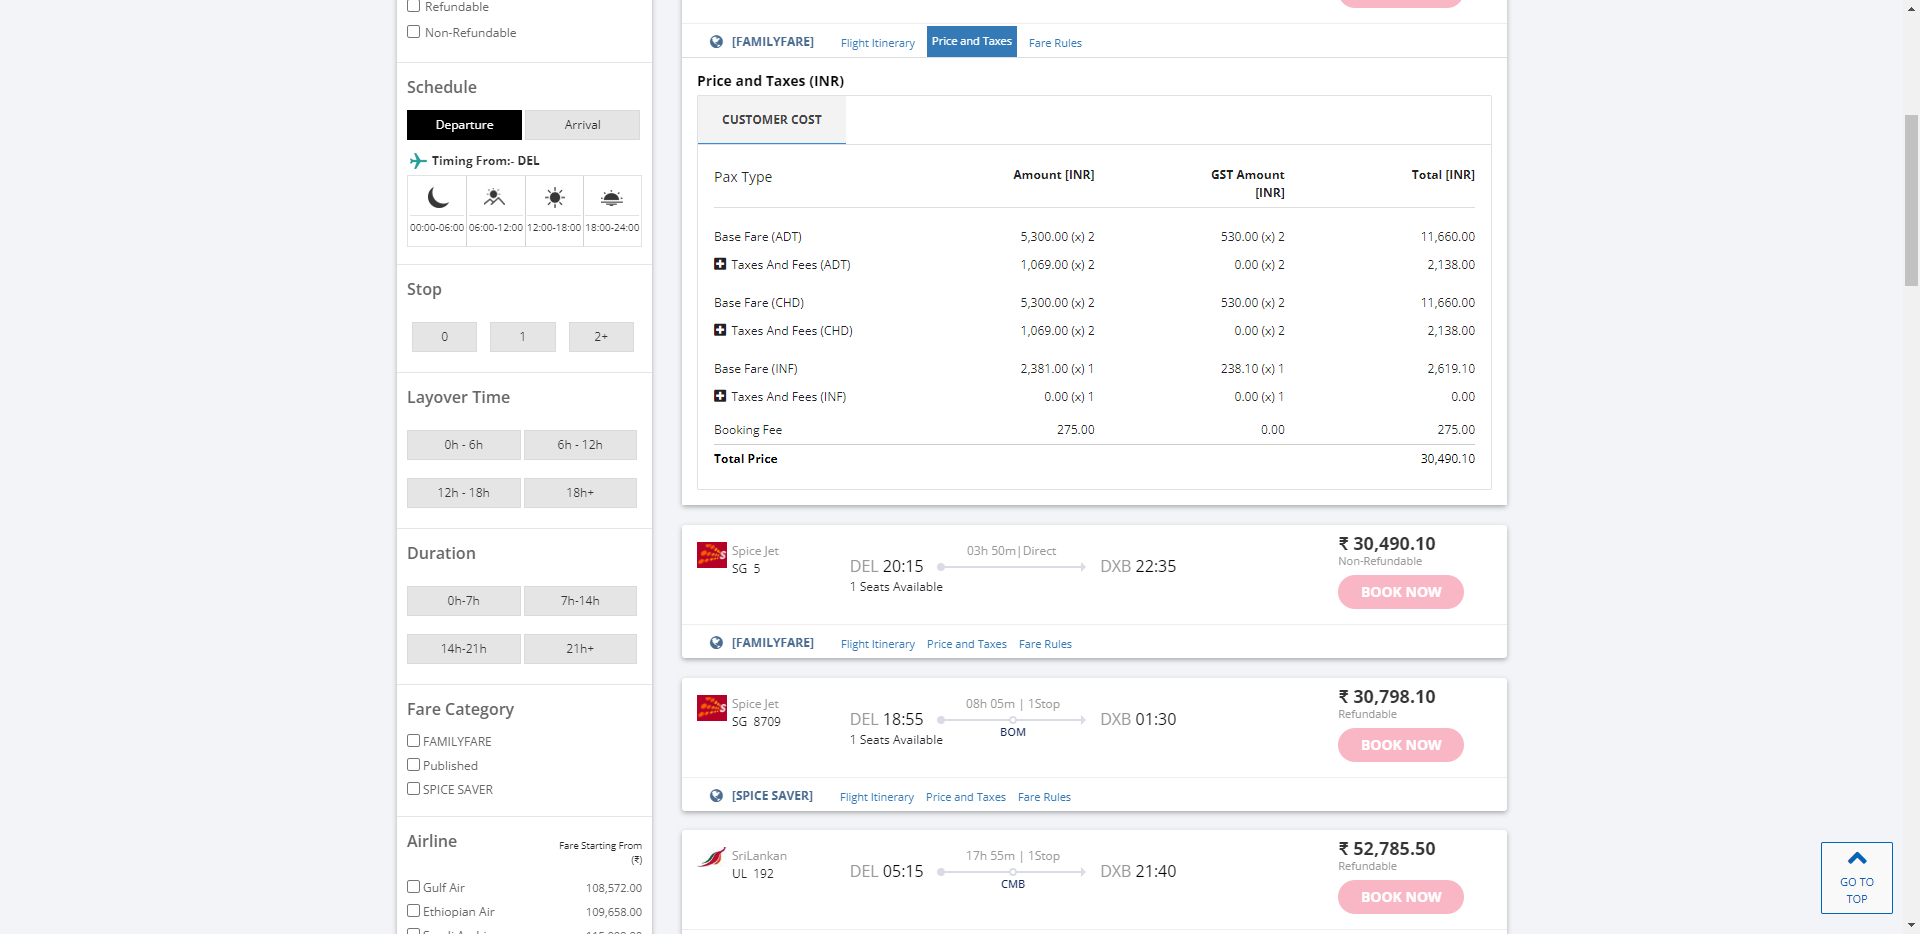 Refundable
Non-Refundable
Schedule
Departure
Arrival
Timing From:- DEL
00:00-06:00
06:00-12:00
12:00-18:00
18:00-24:00
Stop
0
1
2+
Layover Time
0h - 6h
6h - 12h
12h - 18h
18h+
Duration
0h-7h
7h-14h
14h-21h
21h+
Fare Category
FAMILYFARE
Published
SPICE SAVER
Airline
Fare Starting From
(₹)
Gulf Air 108,572.00
Ethiopian Air 109,658.00
[FAMILYFARE] Flight Itinerary Price and Taxes Fare Rules
Price and Taxes (INR)
CUSTOMER COST
Pax Type Amount [INR] GST Amount [INR] Total [INR]
Base Fare (ADT) 5,300.00 (x) 2 530.00 (x) 2 11,660.00
Taxes And Fees (ADT) 1,069.00 (x) 2 0.00 (x) 2 2,138.00
Base Fare (CHD) 5,300.00 (x) 2 530.00 (x) 2 11,660.00
Taxes And Fees (CHD) 1,069.00 (x) 2 0.00 (x) 2 2,138.00
Base Fare (INF) 2,381.00 (x) 1 238.10 (x) 1 2,619.10
Taxes And Fees (INF) 0.00 (x) 1 0.00 (x) 1 0.00
Booking Fee 275.00 0.00 275.00
Total Price 30,490.10
Spice Jet
SG 5
DEL 20:15
1 Seats Available
03h 50m|Direct
DXB 22:35
₹ 30,490.10
Non-Refundable
BOOK NOW
[FAMILYFARE] Flight Itinerary Price and Taxes Fare Rules
Spice Jet
SG 8709
DEL 18:55
1 Seats Available
08h 05m | 1Stop
BOM
DXB 01:30
₹ 30,798.10
Refundable
BOOK NOW
[SPICE SAVER] Flight Itinerary Price and Taxes Fare Rules
SriLankan
UL 192
DEL 05:15
17h 55m | 1Stop
CMB
DXB 21:40
₹ 52,785.50
Refundable
BOOK NOW
GO TO
TOP